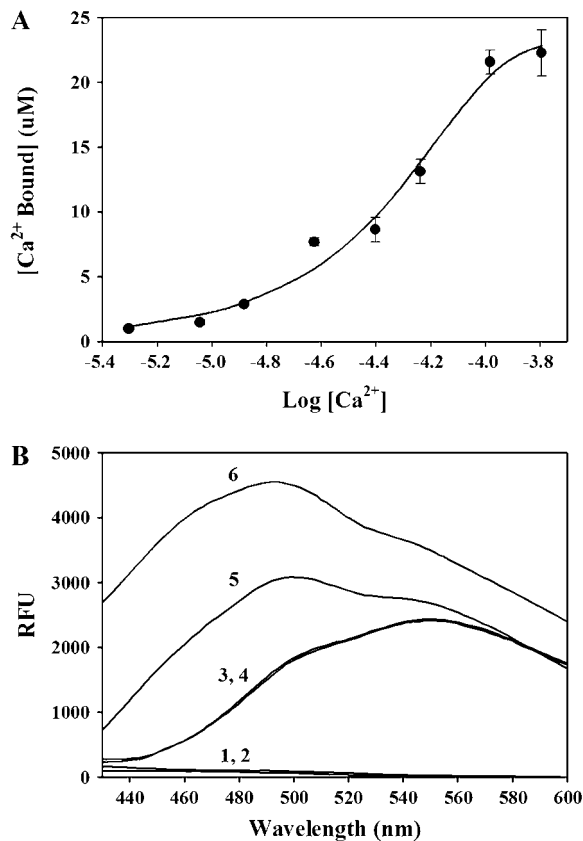 A
[Ca²⁺ Bound] (uM)
25
20
15
10
5
0
-5.4 -5.2 -5.0 -4.8 -4.6 -4.4 -4.2 -4.0 -3.8
Log [Ca²⁺]
B
RFU
5000
4000
3000
2000
1000
0
6
5
3, 4
1, 2
440 460 480 500 520 540 560 580 600
Wavelength (nm)